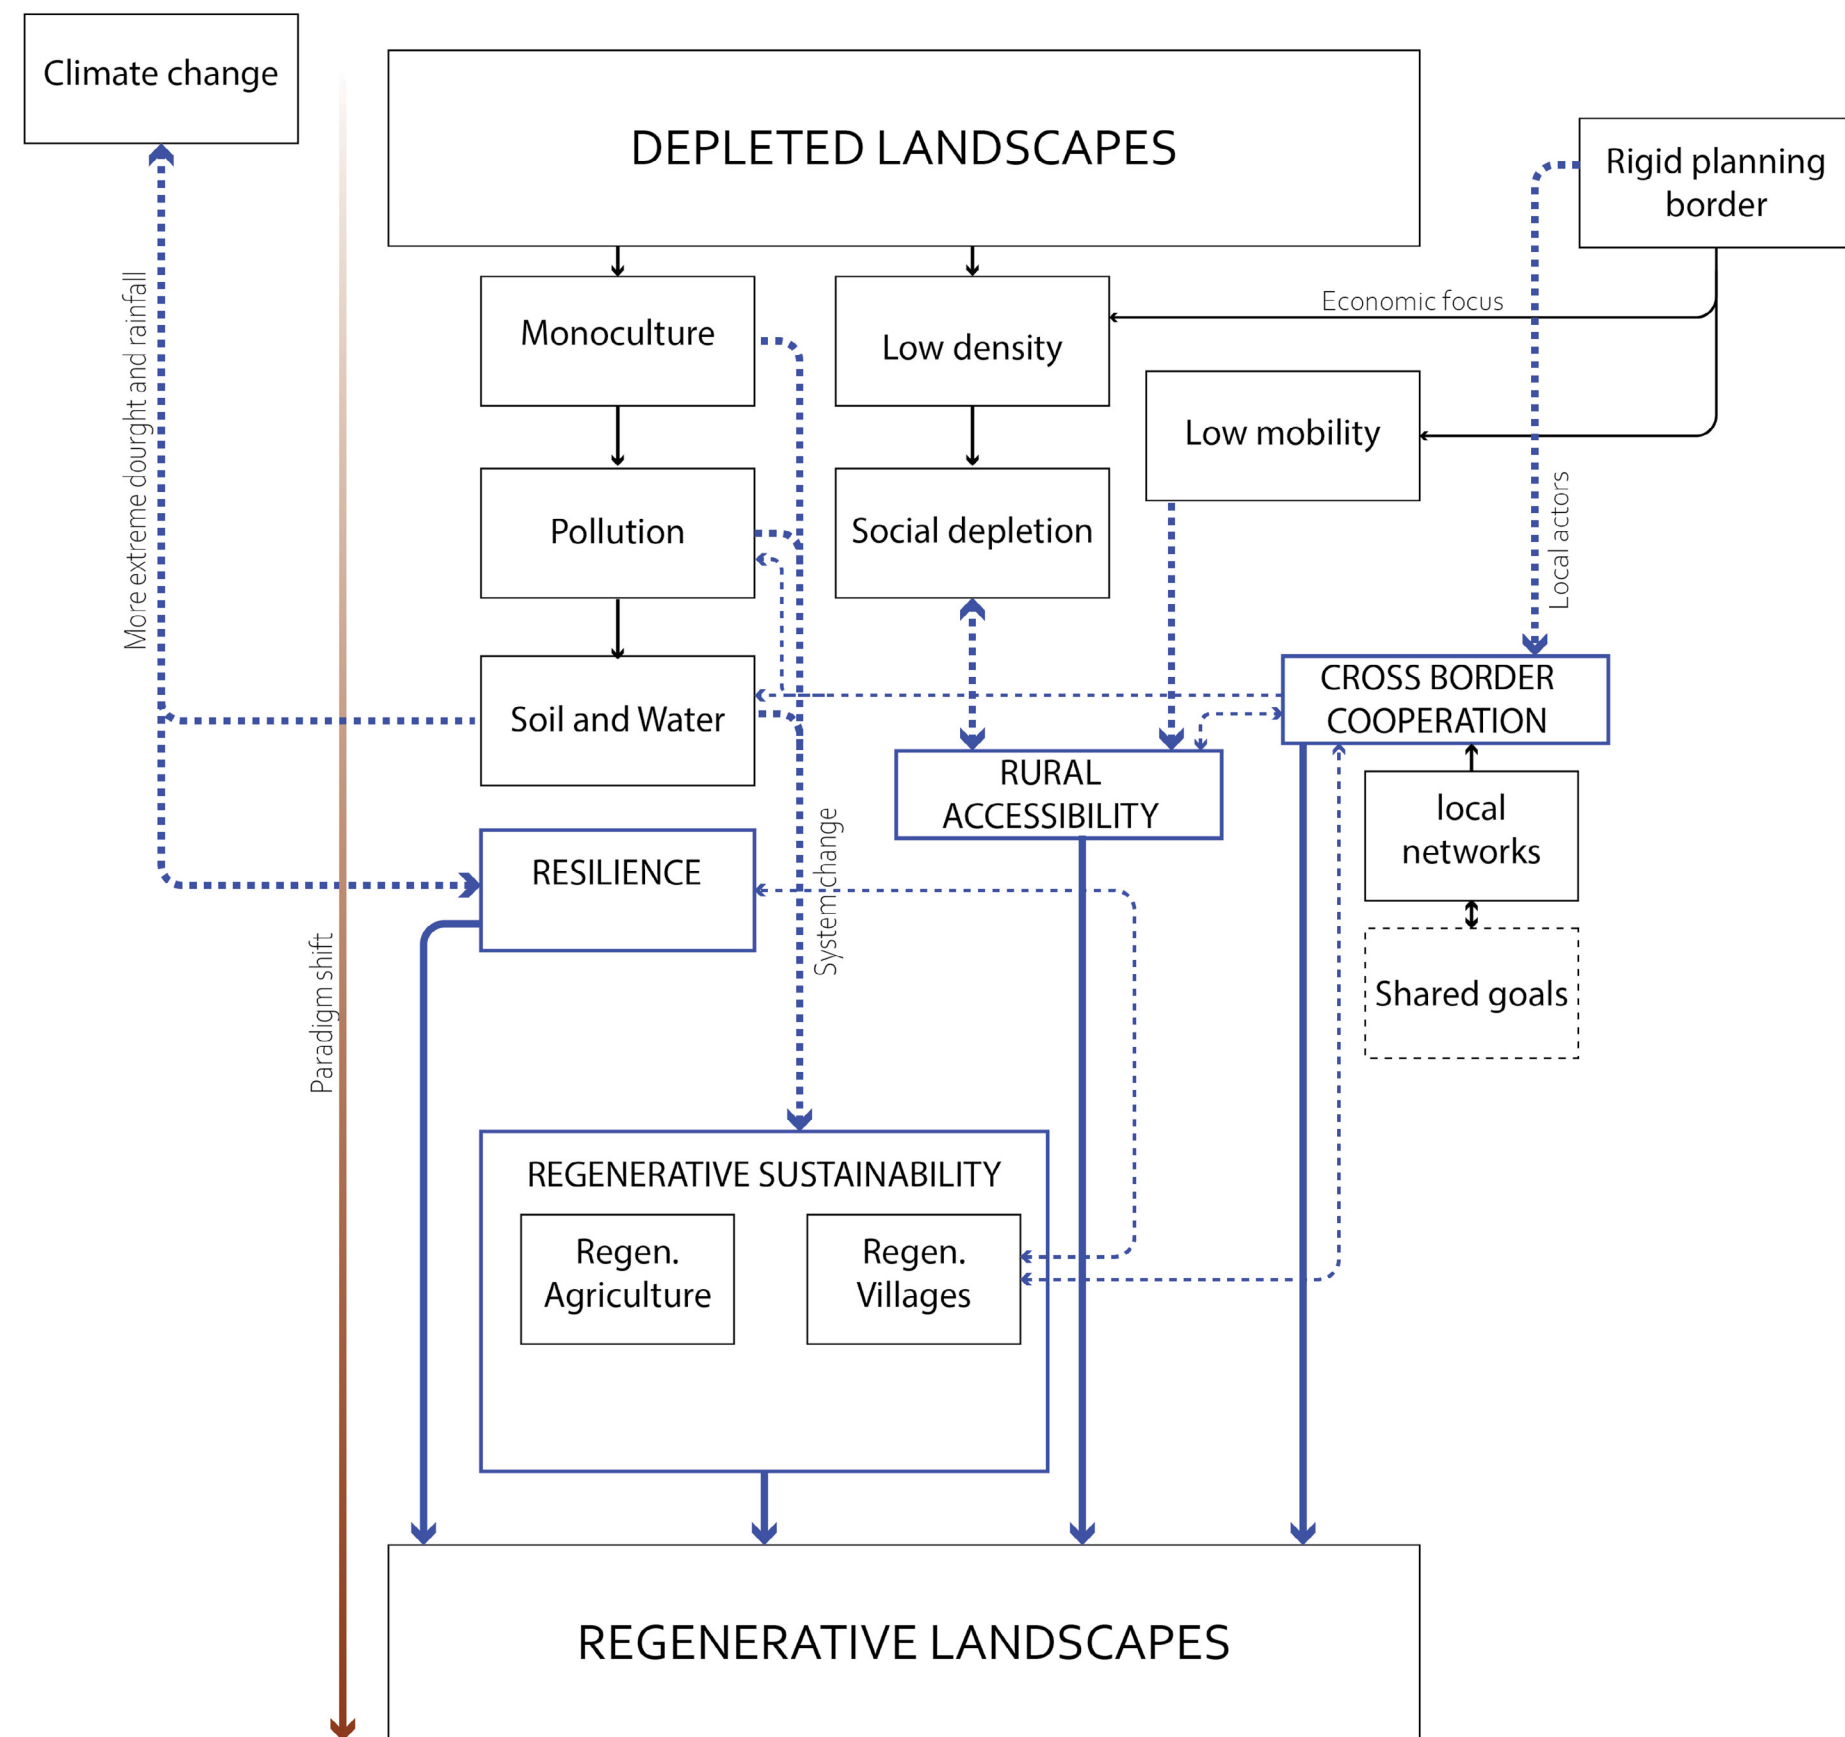 Climate change
DEPLETED LANDSCAPES
Rigid planning
border
Economic focus
Monoculture
Low density
Low mobility
More extreme dourght and rainfall
Pollution
Social depletion
Local actors
Soil and Water
CROSS BORDER
COOPERATION
RURAL
ACCESSIBILITY
local
networks
RESILIENCE
System change
Shared goals
Paradigm shift
REGENERATIVE SUSTAINABILITY
Regen.
Agriculture
Regen.
Villages
REGENERATIVE LANDSCAPES